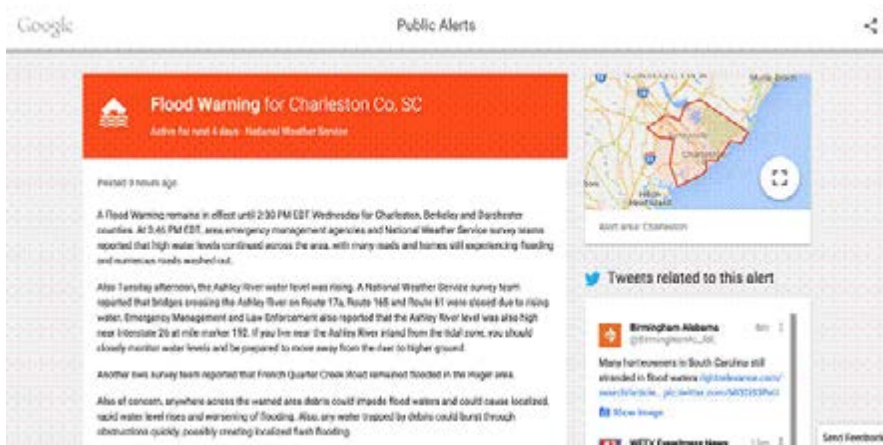 Google
Public Alerts
Flood Warning for Charleston Co, SC
Active for next 4 days · National Weather Service
Posted 9 hours ago
A Flood Warning remains in effect until 2:30 PM EDT Wednesday for Charleston, Berkeley and Dorchester
counties. At 3:46 PM EDT, area emergency management agencies and National Weather Service survey teams
reported that high water levels continued across the area, with many roads and homes still experiencing flooding
and numerous roads washed out.
Also Tuesday afternoon, the Ashley River water level was rising. A National Weather Service survey team
reported that bridges crossing the Ashley River on Route 17a, Route 165 and Route 61 were closed due to rising
water. Emergency Management and Law Enforcement also reported that the Ashley River level was also high
near Interstate 26 at mile marker 192. If you live near the Ashley River inland from the tidal zone, you should
closely monitor water levels and be prepared to move away from the river to higher ground.
Another nws survey team reported that French Quarter Creek Road remained flooded in the Huger area.
Also of concern, anywhere across the warned area debris could impede flood waters and could cause localized,
rapid water level rises and worsening of flooding. Also, any water trapped by debris could burst through
obstructions quickly, possibly creating localized flash flooding.
Myrtle Beach
Charleston
Hilton
Head Island
Alert area: Charleston
Tweets related to this alert
Birmingham Alabama
Many homeowners in South Carolina still
stranded in flood waters
Show Image
Send Feedback